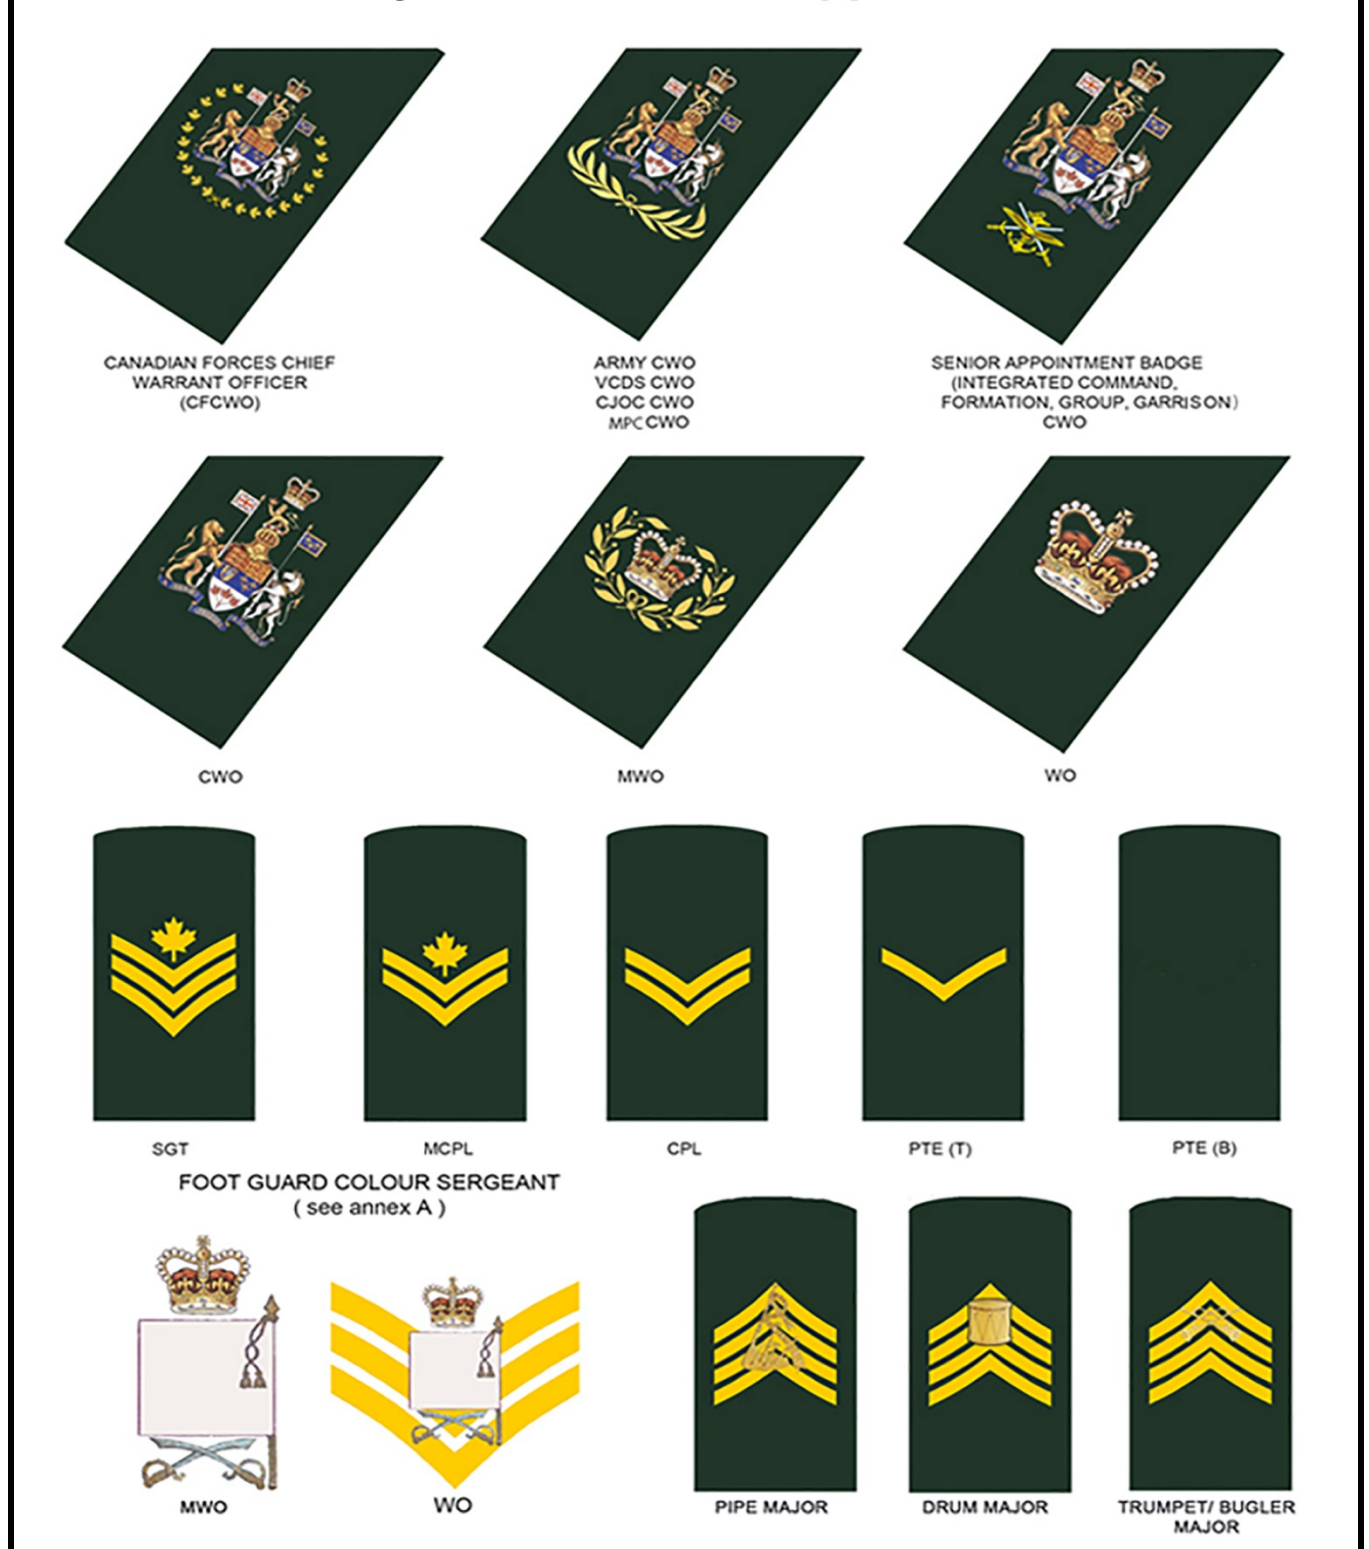 CANADIAN FORCES CHIEF
WARRANT OFFICER
(CFCWO)
ARMY CWO
VCDS CWO
CJOC CWO
MPC CWO
SENIOR APPOINTMENT BADGE
(INTEGRATED COMMAND,
FORMATION, GROUP, GARRISON)
CWO
CWO
MWO
WO
SGT
MCPL
CPL
PTE (T)
PTE (B)
FOOT GUARD COLOUR SERGEANT
( see annex A )
MWO
WO
PIPE MAJOR
DRUM MAJOR
TRUMPET/ BUGLER
MAJOR